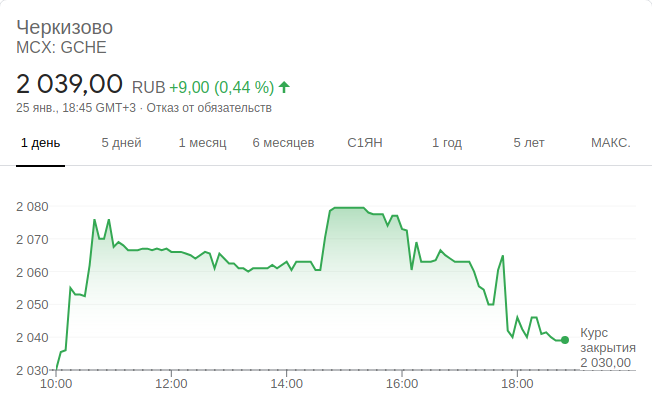 Черкизово
MCX: GCHE
2 039,00 RUB +9,00 (0,44 %)
25 янв., 18:45 GMT+3 · Отказ от обязательств
1 день 5 дней 1 месяц 6 месяцев С1ЯН 1 год 5 лет МАКС.
2 080
2 070
2 060
2 050
2 040
2 030
Курс
закрытия
2 030,00
10:00 12:00 14:00 16:00 18:00